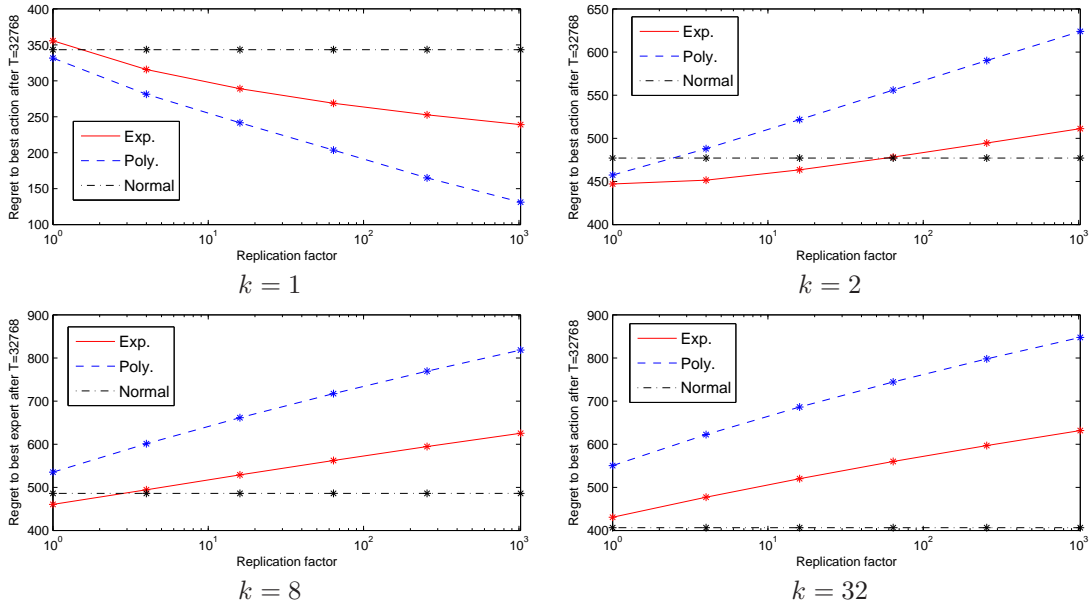 Regret to best action after T=32768
400
350
300
250
200
150
100
Exp.
Poly.
Normal
10^0
10^1
10^2
10^3
Replication factor
k = 1
Regret to best action after T=32768
650
600
550
500
450
400
Exp.
Poly.
Normal
10^0
10^1
10^2
10^3
Replication factor
k = 2
Regret to best expert after T=32768
900
800
700
600
500
400
Exp.
Poly.
Normal
10^0
10^1
10^2
10^3
Replication factor
k = 8
Regret to best action after T=32768
900
800
700
600
500
400
Exp.
Poly.
Normal
10^0
10^1
10^2
10^3
Replication factor
k = 32